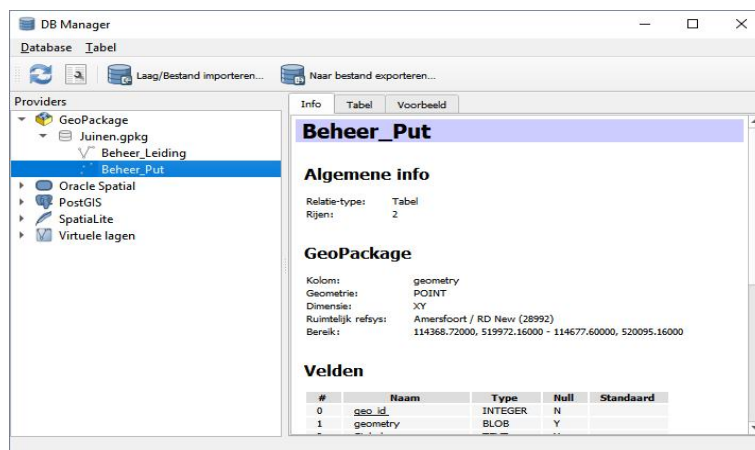 DB Manager
Database Tabel
Laag/Bestand importeren... Naar bestand exporteren...
Providers
GeoPackage
Juinen.gpkg
Beheer_Leiding
Beheer_Put
Oracle Spatial
PostGIS
SpatiaLite
Virtuele lagen
Info Tabel Voorbeeld
Beheer_Put
Algemene info
Relatie-type: Tabel
Rijen: 2
GeoPackage
Kolom: geometry
Geometrie: POINT
Dimensie: XY
Ruimtelijk refsys: Amersfoort / RD New (28992)
Bereik: 114368.72000, 519972.16000 - 114677.60000, 520095.16000
Velden
# Naam Type Null Standaard
0 geo_id INTEGER N
1 geometry BLOB Y